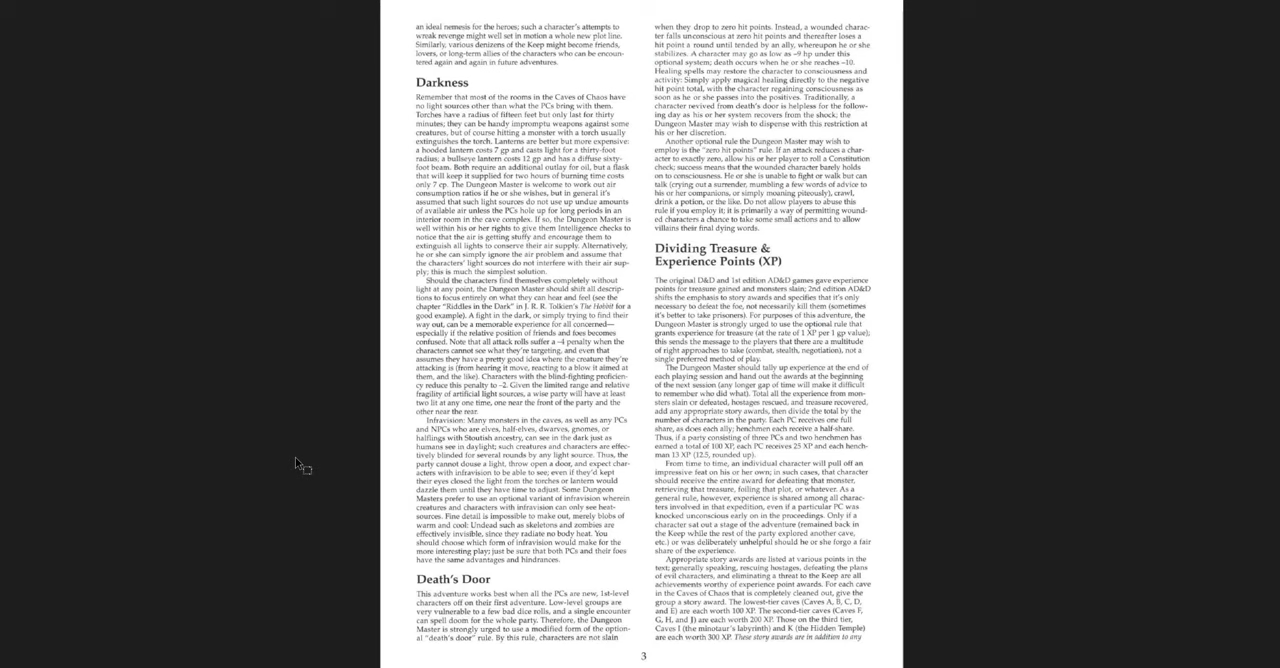 an ideal nemesis for the heroes; such a character's attempts to
wreak revenge might well set in motion a whole new plot line.
Similarly, various denizens of the Keep might become friends,
lovers, or long-term allies of the characters who can be encoun-
tered again and again in future adventures.
Darkness
Remember that most of the rooms in the Caves of Chaos have
no light sources other than what the PCs bring with them.
Torches have a radius of fifteen feet but only last for thirty
minutes; they can be handy impromptu weapons against some
creatures, but of course hitting a monster with a torch usually
extinguishes the torch. Lanterns are better but more expensive:
a hooded lantern costs 7 gp and casts light for a thirty-foot
radius; a bullseye lantern costs 12 gp and has a diffuse sixty-
foot beam. Both require an additional outlay for oil, but a flask
that will keep it supplied for two hours of burning time costs
only 7 cp. The Dungeon Master is welcome to work out air
consumption ratios if he or she wishes, but in general it's
assumed that such light sources do not use up undue amounts
of available air unless the PCs hole up for long periods in an
interior room in the cave complex. If so, the Dungeon Master is
well within his or her rights to give them Intelligence checks to
notice that the air is getting stuffy and encourage them to
extinguish all lights to conserve their air supply. Alternatively,
he or she can simply ignore the air problem and assume that
the characters' light sources do not interfere with their air sup-
ply; this is much the simplest solution.
Should the characters find themselves completely without
light at any point, the Dungeon Master should shift all descrip-
tions to focus entirely on what they can hear and feel (see the
chapter "Riddles in the Dark" in J. R. R. Tolkien's The Hobbit for a
good example). A fight in the dark, or simply trying to find their
way out, can be a memorable experience for all concerned—
especially if the relative position of friends and foes becomes
confused. Note that all attack rolls suffer a –4 penalty when the
characters cannot see what they're targeting, and even that
assumes they have a pretty good idea where the creature they're
attacking is (from hearing it move, reacting to a blow it aimed at
them, and the like). Characters with the blind-fighting proficien-
cy reduce this penalty to –2. Given the limited range and relative
fragility of artificial light sources, a wise party will have at least
two lit at any one time, one near the front of the party and the
other near the rear.
Infravision: Many monsters in the caves, as well as any PCs
and NPCs who are elves, half-elves, dwarves, gnomes, or
halflings with Stoutish ancestry, can see in the dark just as
humans see in daylight; such creatures and characters are effec-
tively blinded for several rounds by any light source. Thus, the
party cannot douse a light, throw open a door, and expect char-
acters with infravision to be able to see; even if they'd kept
their eyes closed the light from the torches or lantern would
dazzle them until they have time to adjust. Some Dungeon
Masters prefer to use an optional variant of infravision wherein
creatures and characters with infravision can only see heat-
sources. Fine detail is impossible to make out, merely blobs of
warm and cool: Undead such as skeletons and zombies are
effectively invisible, since they radiate no body heat. You
should choose which form of infravision would make for the
more interesting play; just be sure that both PCs and their foes
have the same advantages and hindrances.
Death's Door
This adventure works best when all the PCs are new, 1st-level
characters off on their first adventure. Low-level groups are
very vulnerable to a few bad dice rolls, and a single encounter
can spell doom for the whole party. Therefore, the Dungeon
Master is strongly urged to use a modified form of the option-
al "death's door" rule. By this rule, characters are not slain
when they drop to zero hit points. Instead, a wounded charac-
ter falls unconscious at zero hit points and thereafter loses a
hit point a round until tended by an ally, whereupon he or she
stabilizes. A character may go as low as –9 hp under this
optional system; death occurs when he or she reaches –10.
Healing spells may restore the character to consciousness and
activity: Simply apply magical healing directly to the negative
hit point total, with the character regaining consciousness as
soon as he or she passes into the positives. Traditionally, a
character revived from death's door is helpless for the follow-
ing day as his or her system recovers from the shock; the
Dungeon Master may wish to dispense with this restriction at
his or her discretion.
Another optional rule the Dungeon Master may wish to
employ is the "zero hit points" rule. If an attack reduces a char-
acter to exactly zero, allow his or her player to roll a Constitution
check; success means that the wounded character barely holds
on to consciousness. He or she is unable to fight or walk but can
talk (crying out a surrender, mumbling a few words of advice to
his or her companions, or simply moaning piteously), crawl,
drink a potion, or the like. Do not allow players to abuse this
rule if you employ it; it is primarily a way of permitting wound-
ed characters a chance to take some small actions and to allow
villains their final dying words.
Dividing Treasure &
Experience Points (XP)
The original D&D and 1st edition AD&D games gave experience
points for treasure gained and monsters slain; 2nd edition AD&D
shifts the emphasis to story awards and specifies that it's only
necessary to defeat the foe, not necessarily kill them (sometimes
it's better to take prisoners). For purposes of this adventure, the
Dungeon Master is strongly urged to use the optional rule that
grants experience for treasure (at the rate of 1 XP per 1 gp value);
this sends the message to the players that there are a multitude
of right approaches to take (combat, stealth, negotiation), not a
single preferred method of play.
The Dungeon Master should tally up experience at the end of
each playing session and hand out the awards at the beginning
of the next session (any longer gap of time will make it difficult
to remember who did what). Total all the experience from mon-
sters slain or defeated, hostages rescued, and treasure recovered,
add any appropriate story awards, then divide the total by the
number of characters in the party. Each PC receives one full
share, as does each ally; henchmen each receive a half-share.
Thus, if a party consisting of three PCs and two henchmen has
earned a total of 100 XP, each PC receives 25 XP and each hench-
man 13 XP (12.5, rounded up).
From time to time, an individual character will pull off an
impressive feat on his or her own; in such cases, that character
should receive the entire award for defeating that monster,
retrieving that treasure, foiling that plot, or whatever. As a
general rule, however, experience is shared among all charac-
ters involved in that expedition, even if a particular PC was
knocked unconscious early on in the proceedings. Only if a
character sat out a stage of the adventure (remained back in
the Keep while the rest of the party explored another cave,
etc.) or was deliberately unhelpful should he or she forgo a fair
share of the experience.
Appropriate story awards are listed at various points in the
text; generally speaking, rescuing hostages, defeating the plans
of evil characters, and eliminating a threat to the Keep are all
achievements worthy of experience point awards. For each cave
in the Caves of Chaos that is completely cleaned out, give the
group a story award. The lowest-tier caves (Caves A, B, C, D,
and E) are each worth 100 XP. The second-tier caves (Caves F,
G, H, and J) are each worth 200 XP. Those on the third tier,
Caves I (the minotaur's labyrinth) and K (the Hidden Temple)
are each worth 300 XP. These story awards are in addition to any
3